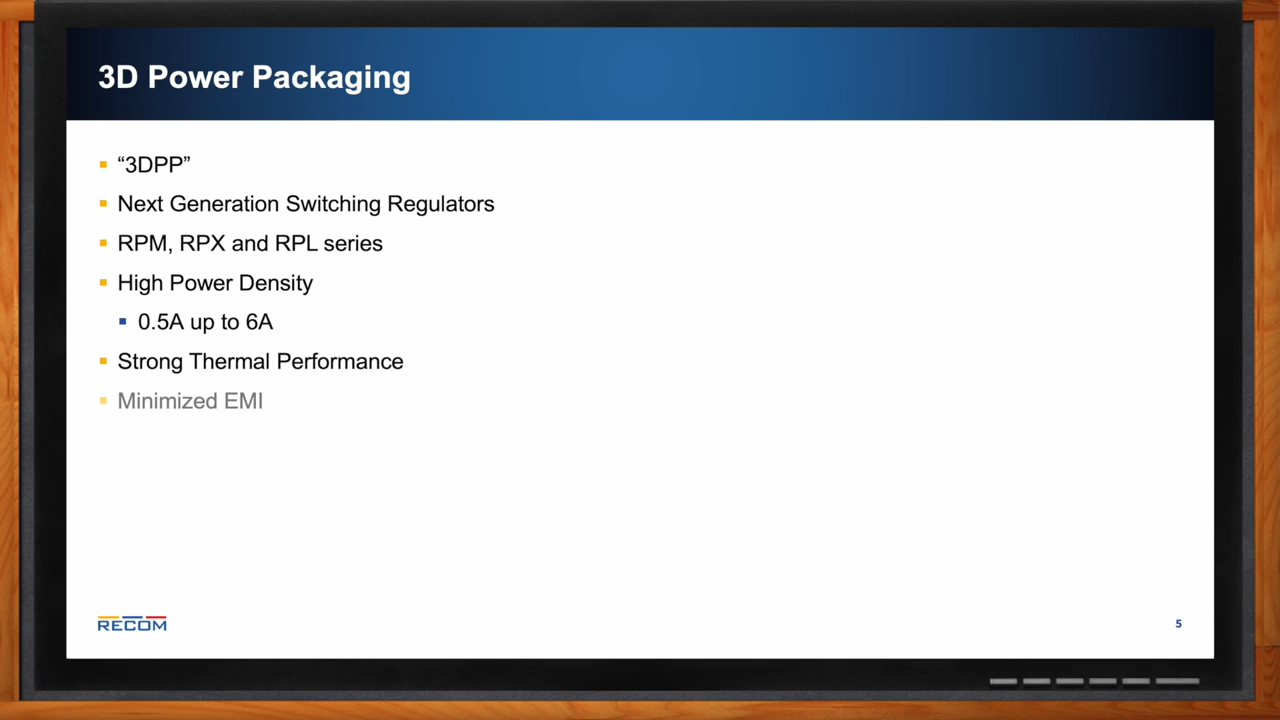 3D Power Packaging
“3DPP”
Next Generation Switching Regulators
RPM, RPX and RPL series
High Power Density
0.5A up to 6A
Strong Thermal Performance
Minimized EMI
RECOM
5